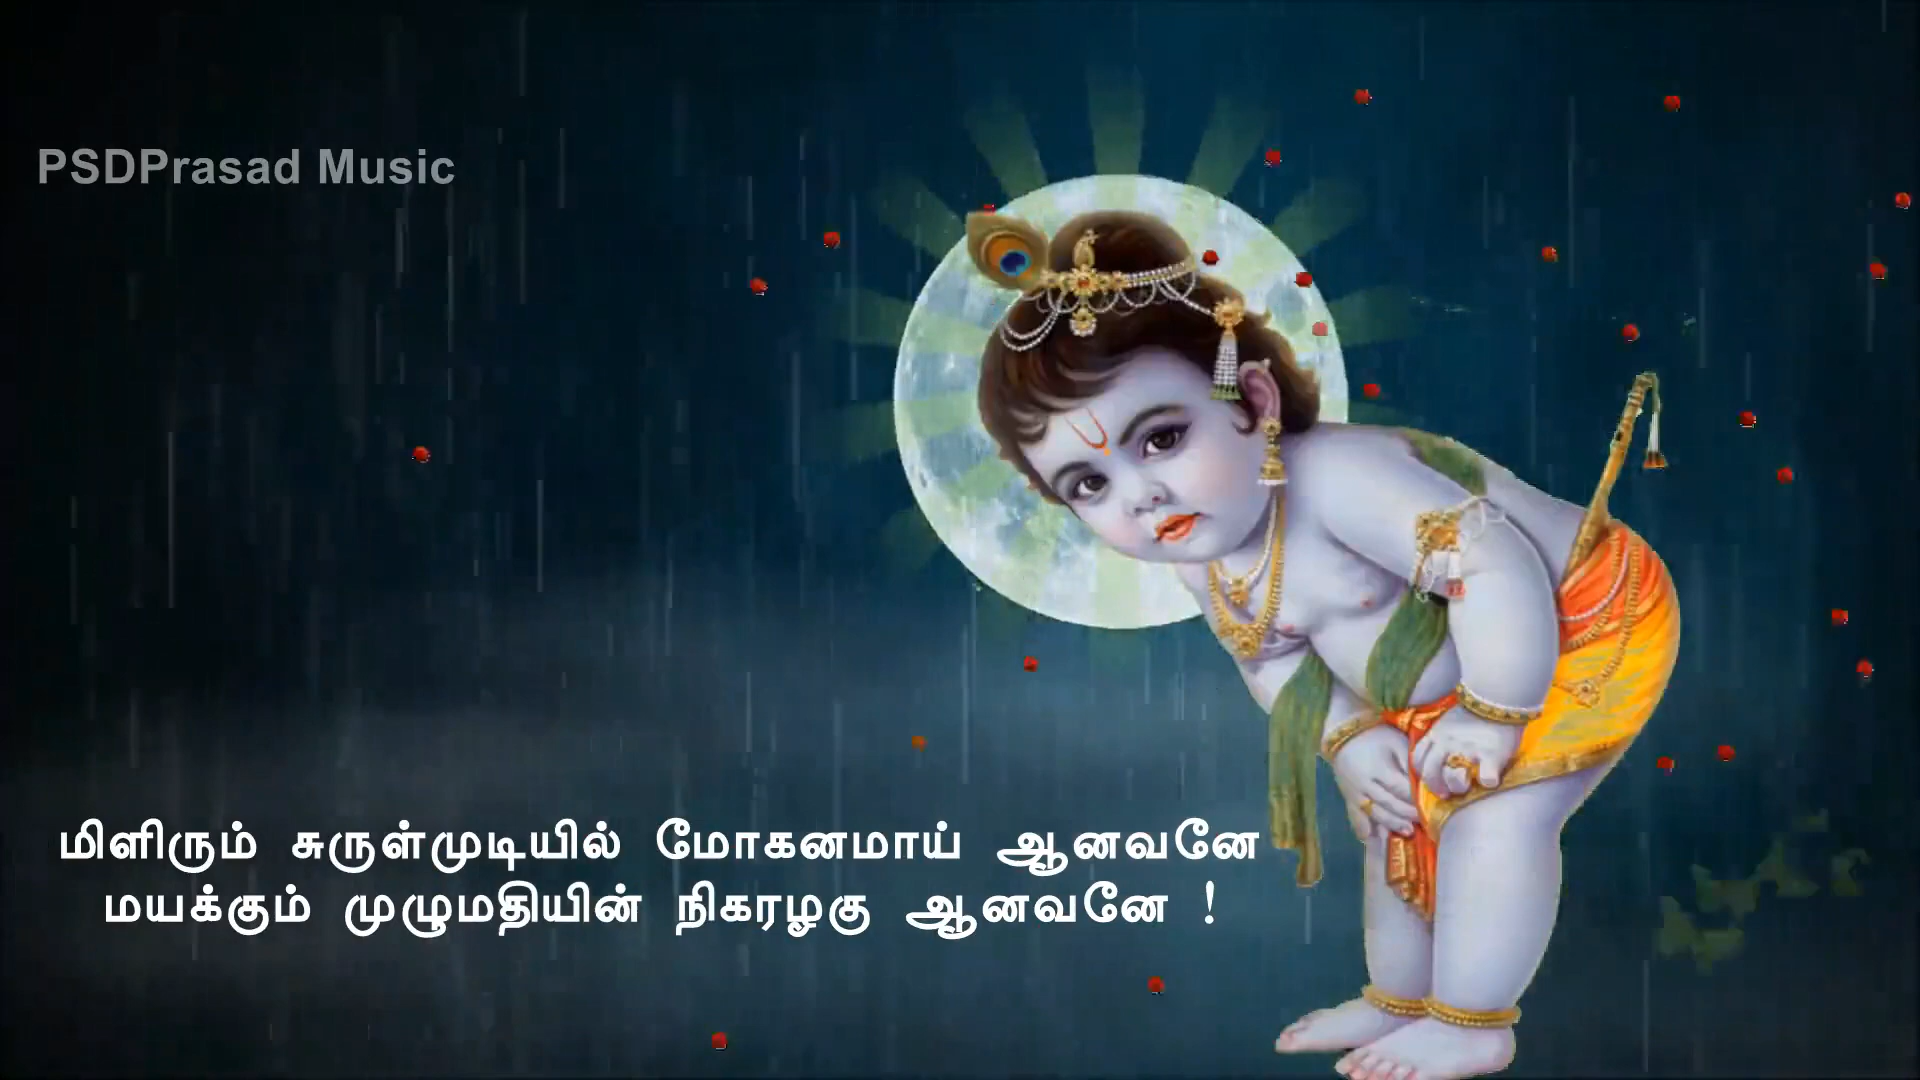 PSDPrasad Music
மிளிரும் சுருள்முடியில் மோகனமாய் ஆனவனே
மயக்கும் முழுமதியின் நிகரழகு ஆனவனே !